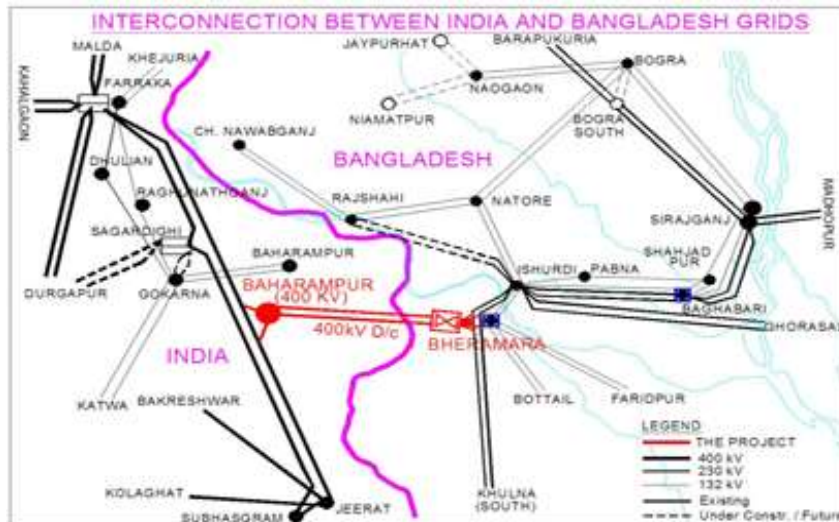 INTERCONNECTION BETWEEN INDIA AND BANGLADESH GRIDS
MALDA
KHEJURIA
FARRAKA
KAHALGAON
JAYPURHAT
BARAPUKURIA
BOGRA
NAOGAON
NIAMATPUR
BOGRA
SOUTH
CH. NAWABGANJ
BANGLADESH
DHULIAN
RAGHUNATHGANJ
RAJSHAHI
NATORE
SIRAJGANJ
SAGARDIGHI
BAHARAMPUR
ISHURDI
PABNA
SHAHJAD
PUR
DURGAPUR
GOKARNA
BAHARAMPUR
(400 KV)
BAGHABARI
GHORASAL
400kV D/c
BHERAMARA
INDIA
KATWA
BAKRESHWAR
BOTTAIL
FARIDPUR
LEGEND
THE PROJECT
400 kV
230 kV
132 kV
Existing
Under Constr. / Future
KOLAGHAT
SUBHASGRAM
JEERAT
KHULNA
(SOUTH)